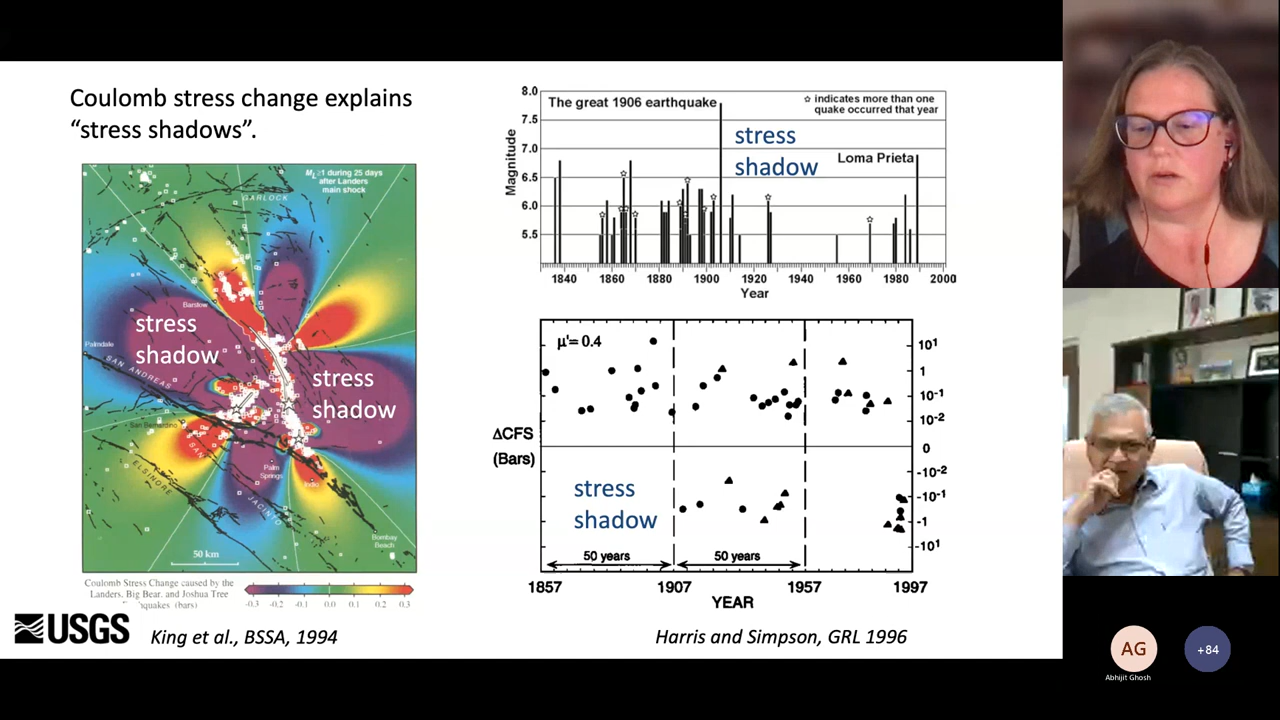 Coulomb stress change explains
“stress shadows”.
M_L≥1 during 25 days
after Landers
main shock
GARLOCK
Barstow
stress
shadow
Palmdale
SAN ANDREAS
stress
shadow
San Bernardino
SAN
ELSINORE
Palm
Springs
Indio
JACINTO
Bombay
Beach
50 km
Coulomb Stress Change caused by the
Landers, Big Bear, and Joshua Tree
Earthquakes (bars)
-0.3 -0.2 -0.1 0.0 0.1 0.2 0.3
USGS
King et al., BSSA, 1994
The great 1906 earthquake
☆ indicates more than one
quake occurred that year
stress
shadow
Loma Prieta
Magnitude
8.0
7.5
7.0
6.5
6.0
5.5
1840 1860 1880 1900 1920 1940 1960 1980 2000
Year
μ'= 0.4
ΔCFS
(Bars)
10¹
1
10⁻¹
10⁻²
0
-10⁻²
-10⁻¹
-1
-10¹
stress
shadow
50 years
50 years
1857 1907 1957 1997
YEAR
Harris and Simpson, GRL 1996
AG
+84
Abhijit Ghosh